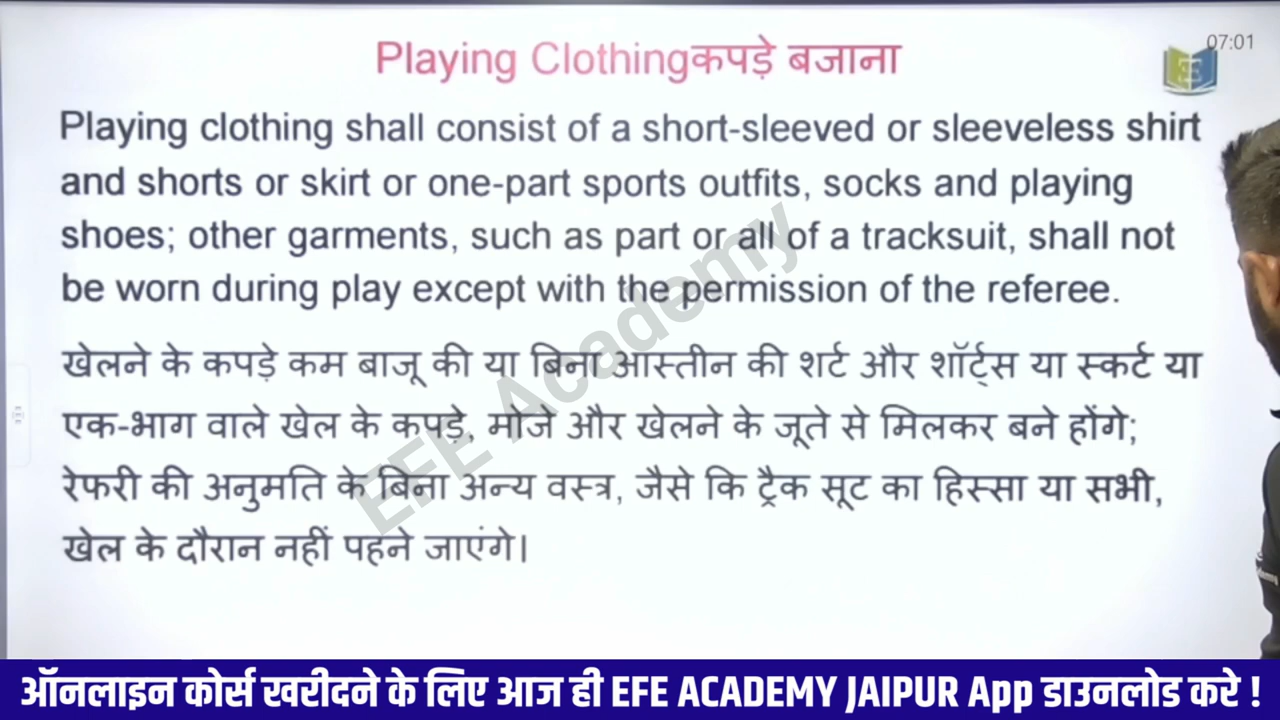 07:01
Playing Clothingकपड़े बजाना
Playing clothing shall consist of a short-sleeved or sleeveless shirt
and shorts or skirt or one-part sports outfits, socks and playing
shoes; other garments, such as part or all of a tracksuit, shall not
be worn during play except with the permission of the referee.
खेलने के कपड़े कम बाजू की या बिना आस्तीन की शर्ट और शॉर्ट्स या स्कर्ट या
एक-भाग वाले खेल के कपड़े, मोजे और खेलने के जूते से मिलकर बने होंगे;
रेफरी की अनुमति के बिना अन्य वस्त्र, जैसे कि ट्रैक सूट का हिस्सा या सभी,
खेल के दौरान नहीं पहने जाएंगे।
EFE Academy
ऑनलाइन कोर्स खरीदने के लिए आज ही EFE ACADEMY JAIPUR App डाउनलोड करे !